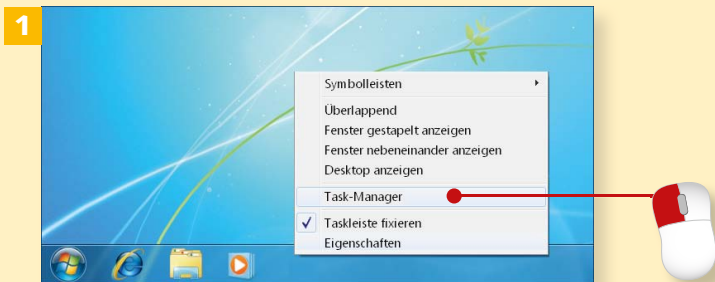 1
Symbolleisten
Überlappend
Fenster gestapelt anzeigen
Fenster nebeneinander anzeigen
Desktop anzeigen
Task-Manager
Taskleiste fixieren
Eigenschaften